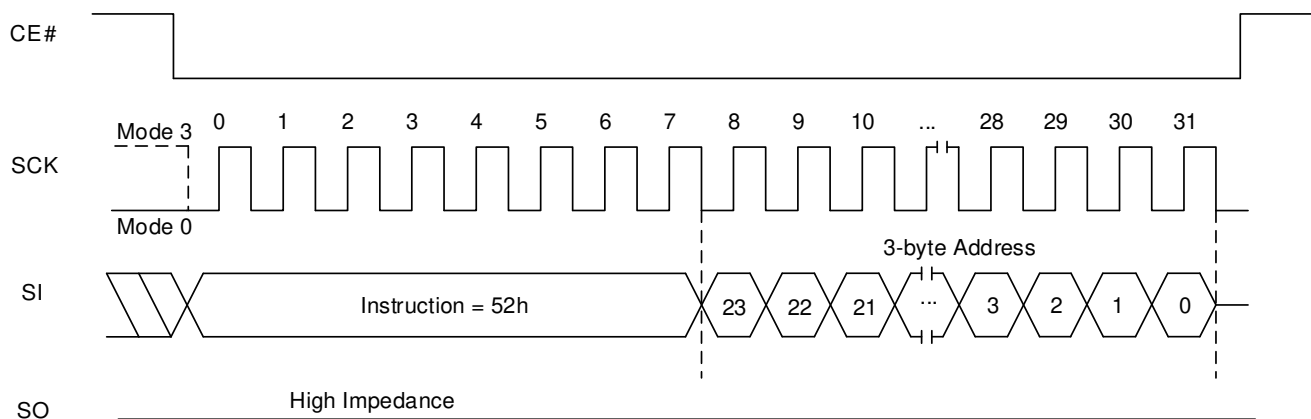 CE#
0 1 2 3 4 5 6 7 8 9 10 ... 28 29 30 31
Mode 3
SCK
Mode 0
3-byte Address
SI
Instruction = 52h
23 22 21 ... 3 2 1 0
High Impedance
SO